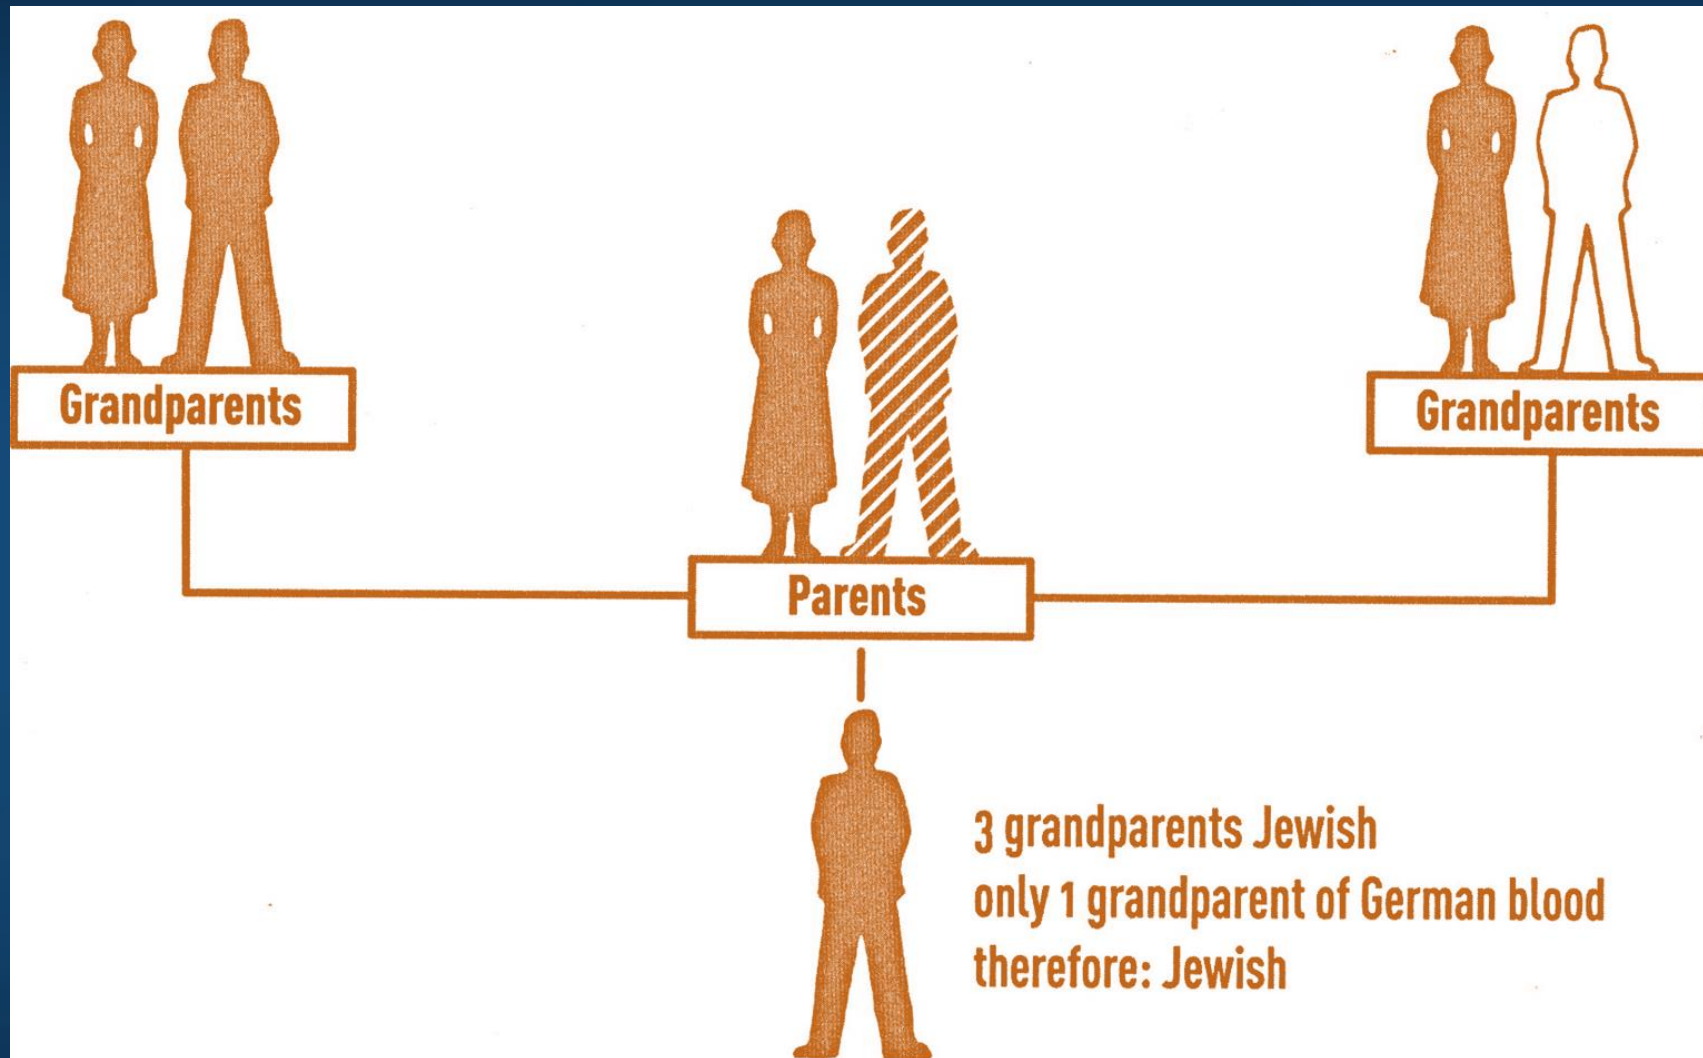 Grandparents
Grandparents
Parents
3 grandparents Jewish
only 1 grandparent of German blood
therefore: Jewish